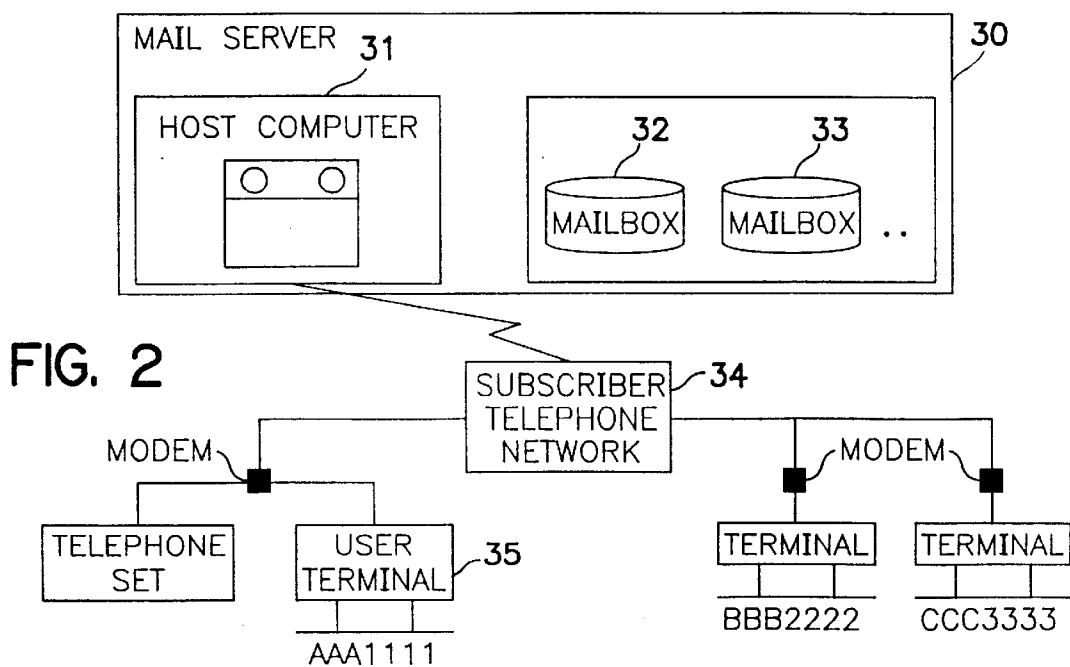 MAIL SERVER
31
30
HOST COMPUTER
32
33
MAILBOX
MAILBOX
..
FIG. 2
SUBSCRIBER
TELEPHONE
NETWORK
34
MODEM
MODEM
TELEPHONE
SET
USER
TERMINAL
35
TERMINAL
TERMINAL
AAA1111
BBB2222
CCC3333